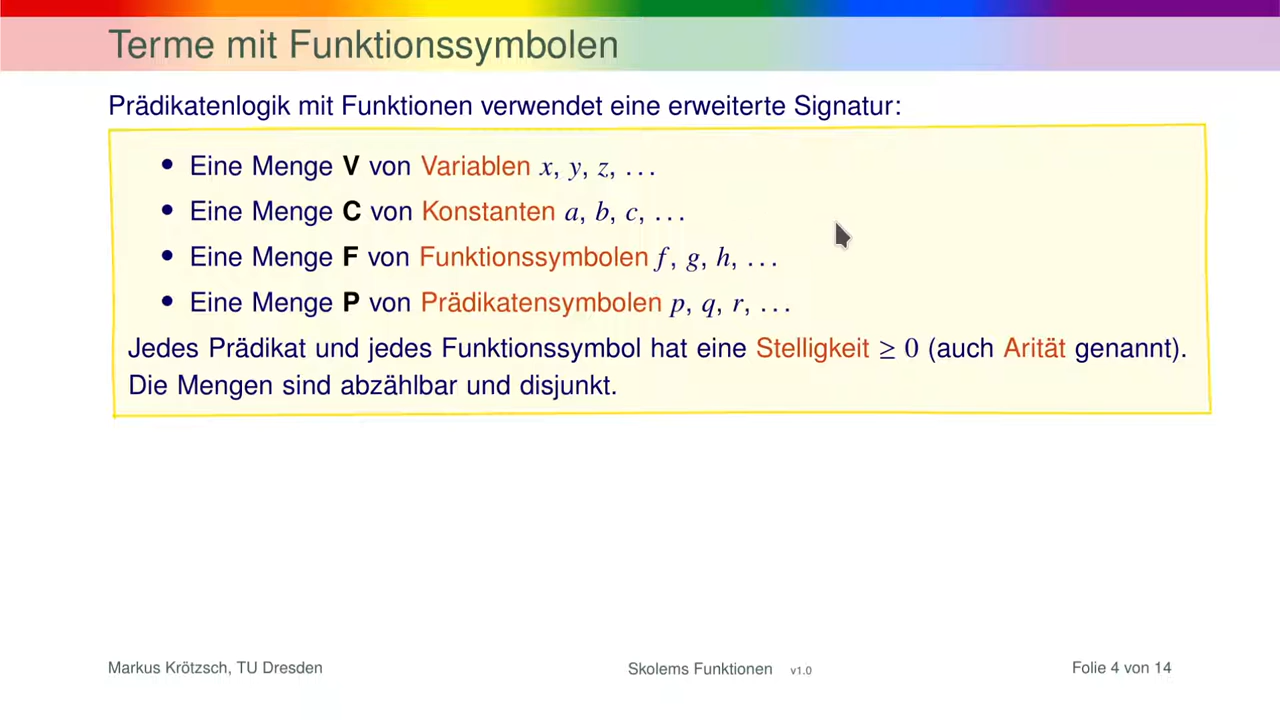 Terme mit Funktionssymbolen
Prädikatenlogik mit Funktionen verwendet eine erweiterte Signatur:
• Eine Menge V von Variablen x, y, z, …
• Eine Menge C von Konstanten a, b, c, …
• Eine Menge F von Funktionssymbolen f, g, h, …
• Eine Menge P von Prädikatensymbolen p, q, r, …
Jedes Prädikat und jedes Funktionssymbol hat eine Stelligkeit ≥ 0 (auch Arität genannt).
Die Mengen sind abzählbar und disjunkt.
Markus Krötzsch, TU Dresden
Skolems Funktionen v1.0
Folie 4 von 14